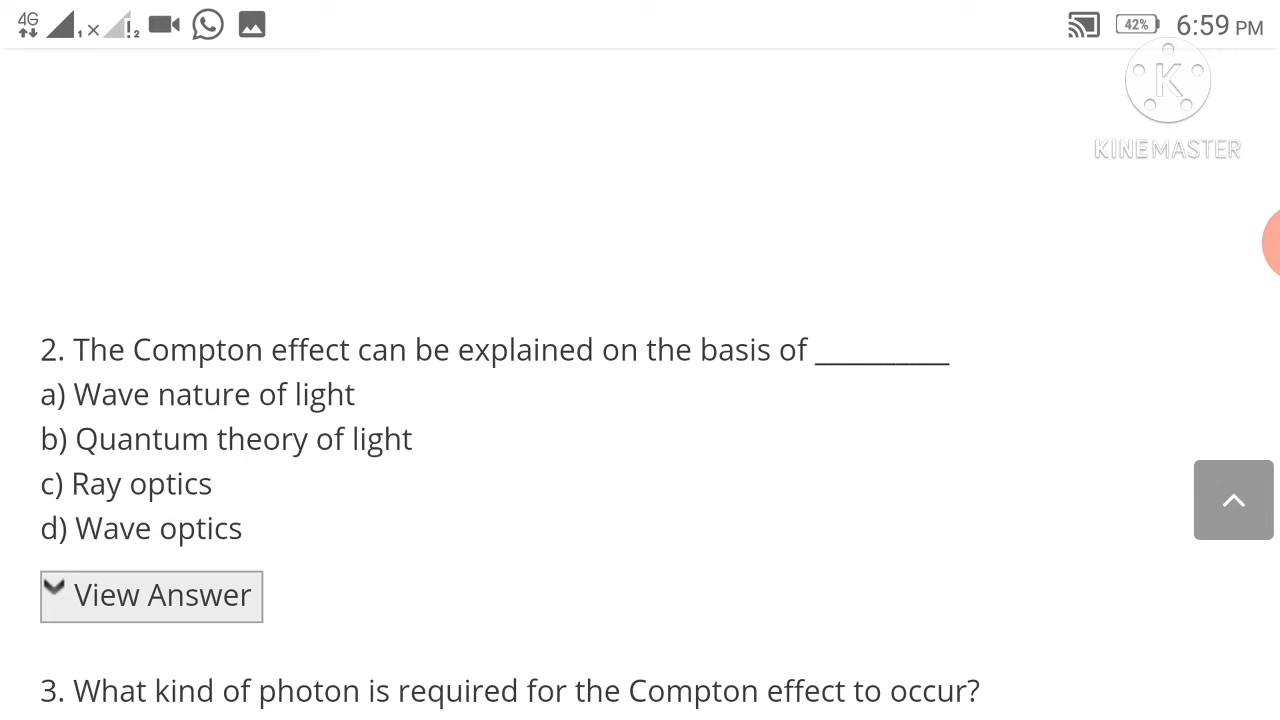 4G 1 × ! 2 42% 6:59 PM
K
KINEMASTER
2. The Compton effect can be explained on the basis of __________
a) Wave nature of light
b) Quantum theory of light
c) Ray optics
d) Wave optics
View Answer
3. What kind of photon is required for the Compton effect to occur?